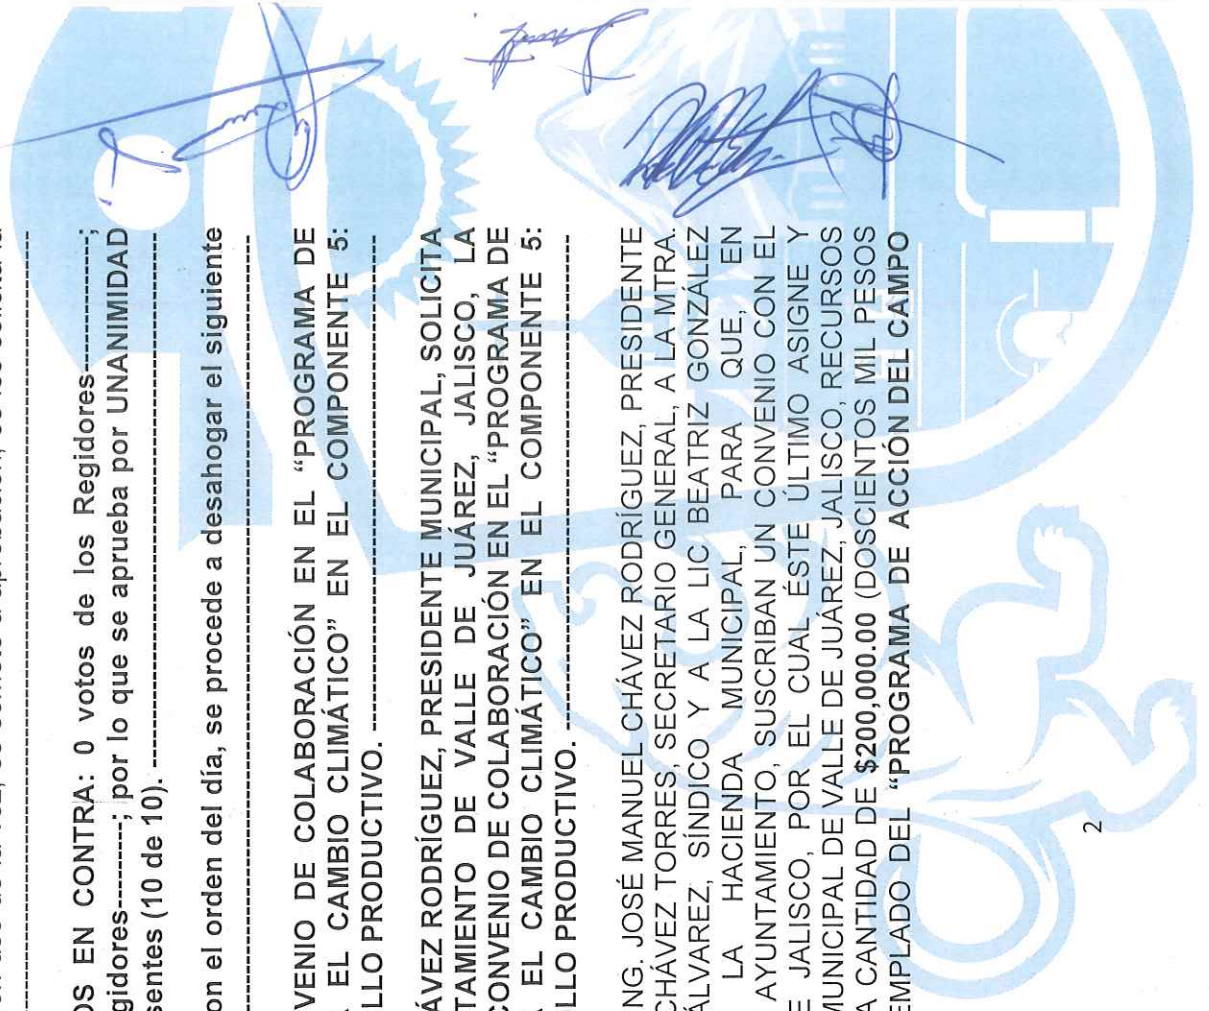 OS EN CONTRA: 0 votos de los Regidores---------;
gidores---------; por lo que se aprueba por UNANIMIDAD
sentes (10 de 10).
on el orden del día, se procede a desahogar el siguiente
VENIO DE COLABORACIÓN EN EL “PROGRAMA DE
EL CAMBIO CLIMÁTICO” EN EL COMPONENTE 5:
LLO PRODUCTIVO.
ÁVEZ RODRÍGUEZ, PRESIDENTE MUNICIPAL, SOLICITA
TAMIENTO DE VALLE DE JUÁREZ, JALISCO, LA
CONVENIO DE COLABORACIÓN EN EL “PROGRAMA DE
EL CAMBIO CLIMÁTICO” EN EL COMPONENTE 5:
LLO PRODUCTIVO.
NG. JOSÉ MANUEL CHÁVEZ RODRÍGUEZ, PRESIDENTE
CHÁVEZ TORRES, SECRETARIO GENERAL, A LA MTRA.
ÁLVAREZ, SÍNDICO Y A LA LIC BEATRIZ GONZÁLEZ
LA HACIENDA MUNICIPAL, PARA QUE, EN
AYUNTAMIENTO, SUSCRIBAN UN CONVENIO CON EL
E JALISCO, POR EL CUAL ÉSTE ÚLTIMO ASIGNE Y
MUNICIPAL DE VALLE DE JUÁREZ, JALISCO, RECURSOS
A CANTIDAD DE $200,000.00 (DOSCIENTOS MIL PESOS
EMPLADO DEL “PROGRAMA DE ACCIÓN DEL CAMPO
2